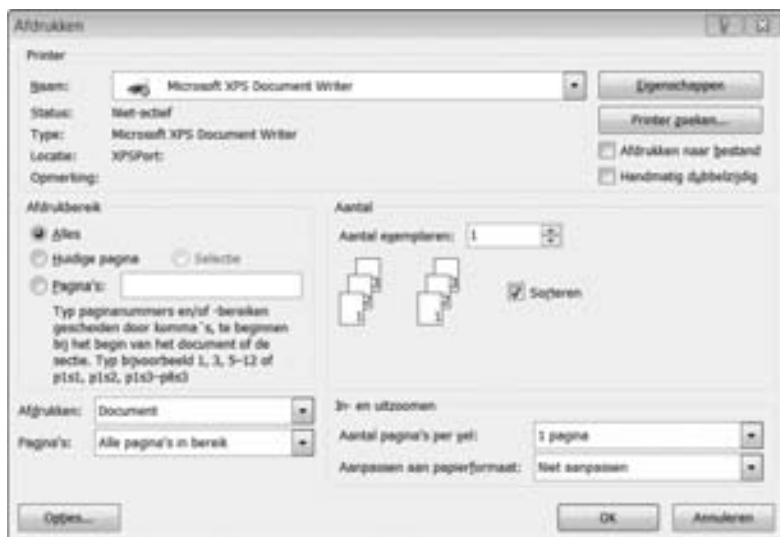 Afdrukken
Printer
Naam: Microsoft XPS Document Writer
Eigenschappen
Status: Niet-actief
Printer zoeken...
Type: Microsoft XPS Document Writer
Locatie: XPSPort:
Afdrukken naar bestand
Opmerking:
Handmatig dubbelzijdig
Afdrukbereik
Alles
Huidige pagina Selectie
Pagina's:
Typ paginanummers en/of -bereiken
gescheiden door komma's, te beginnen
bij het begin van het document of de
sectie. Typ bijvoorbeeld 1, 3, 5–12 of
p1s1, p1s2, p1s3–p8s3
Aantal
Aantal exemplaren: 1
Sorteren
Afdrukken: Document
Pagina's: Alle pagina's in bereik
In- en uitzoomen
Aantal pagina's per vel: 1 pagina
Aanpassen aan papierformaat: Niet aanpassen
Opties...
OK
Annuleren